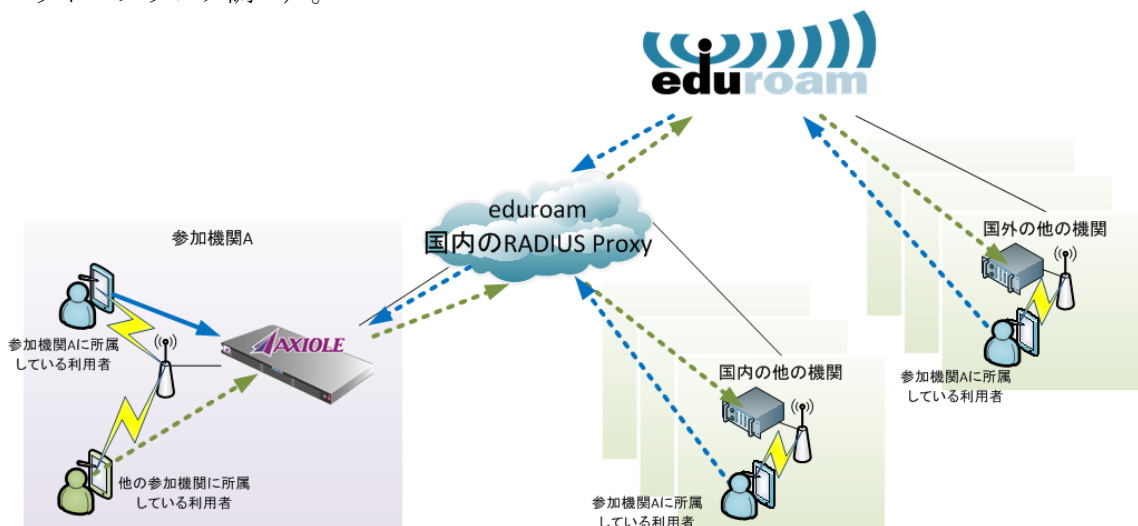 eduroam
eduroam
国内のRADIUS Proxy
参加機関A
国外の他の機関
AXIOLE
参加機関Aに所属
している利用者
参加機関Aに所属
している利用者
国内の他の機関
他の参加機関に所属
している利用者
参加機関Aに所属
している利用者